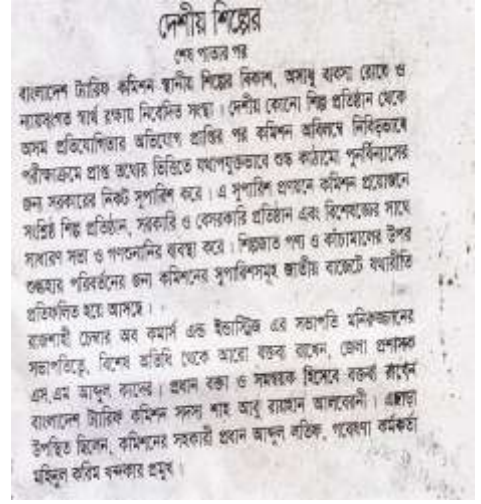 দেশীয় শিল্পের
শেষ পাতার পর
বাংলাদেশ ট্যারিফ কমিশন স্থানীয় শিল্পের বিকাশ, অসাধু ব্যবসা রোধে ও
ন্যায়সংগত স্বার্থ রক্ষায় নিবেদিত সংস্থা। দেশীয় কোনো শিল্প প্রতিষ্ঠান থেকে
অসম প্রতিযোগিতার অভিযোগ প্রাপ্তির পর কমিশন অবিলম্বে নিবিড়ভাবে
পরীক্ষাক্রমে প্রাপ্ত তথ্যের ভিত্তিতে যথাপযুক্তভাবে শুল্ক কাঠামো পুনর্বিন্যাসের
জন্য সরকারের নিকট সুপারিশ করে। এ সুপারিশ প্রণয়নে কমিশন প্রয়োজনে
সংশ্লিষ্ট শিল্প প্রতিষ্ঠান, সরকারি ও বেসরকারি প্রতিষ্ঠান এবং বিশেষজ্ঞের সাথে
সাধারণ সভা ও গণশুনানির ব্যবস্থা করে। শিল্পজাত পণ্য ও কাঁচামালের উপর
শুল্কহার পরিবর্তনের জন্য কমিশনের সুপারিশসমূহ জাতীয় বাজেটে যথারীতি
প্রতিফলিত হয়ে আসছে।
রাজশাহী চেম্বার অব কমার্স এন্ড ইন্ডাস্ট্রিজ এর সভাপতি মনিরুজ্জামানের
সভাপতিত্বে, বিশেষ অতিথি থেকে আরো বক্তব্য রাখেন, জেলা প্রশাসক
এস.এম আব্দুল কাদের। প্রধান বক্তা ও সমন্বয়ক হিসেবে বক্তব্য রাখেন
বাংলাদেশ ট্যারিফ কমিশন সদস্য শাহ আবু রায়হান আলবেরুনী। এছাড়া
উপস্থিত ছিলেন, কমিশনের সহকারী প্রধান আব্দুল লতিফ, গবেষণা কর্মকর্তা
মহিনুল করিম খন্দকার প্রমুখ।